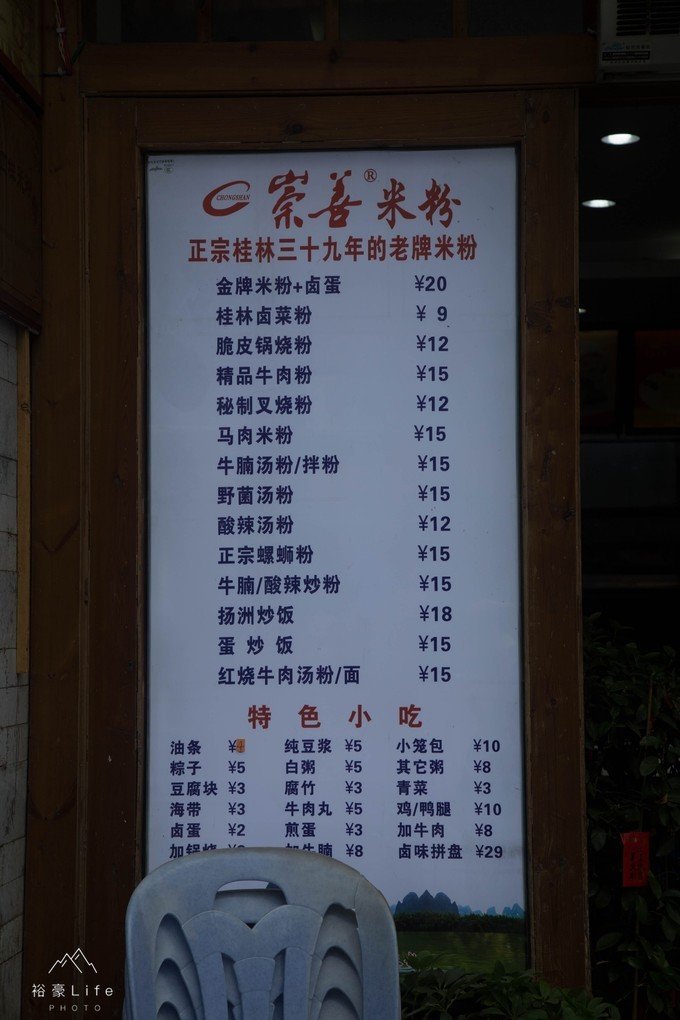 CHONGSHAN 崇善® 米粉
正宗桂林三十九年的老牌米粉
金牌米粉+卤蛋 ¥20
桂林卤菜粉 ¥ 9
脆皮锅烧粉 ¥12
精品牛肉粉 ¥15
秘制叉烧粉 ¥12
马肉米粉 ¥15
牛腩汤粉/拌粉 ¥15
野菌汤粉 ¥15
酸辣汤粉 ¥12
正宗螺蛳粉 ¥15
牛腩/酸辣炒粉 ¥15
扬洲炒饭 ¥18
蛋 炒 饭 ¥15
红烧牛肉汤粉/面 ¥15
特 色 小 吃
油条 ¥ 纯豆浆 ¥5 小笼包 ¥10
粽子 ¥5 白粥 ¥5 其它粥 ¥8
豆腐块 ¥3 腐竹 ¥3 青菜 ¥3
海带 ¥3 牛肉丸 ¥5 鸡/鸭腿 ¥10
卤蛋 ¥2 煎蛋 ¥3 加牛肉 ¥8
加锅烧 加牛腩 ¥8 卤味拼盘 ¥29
裕豪Life
PHOTO